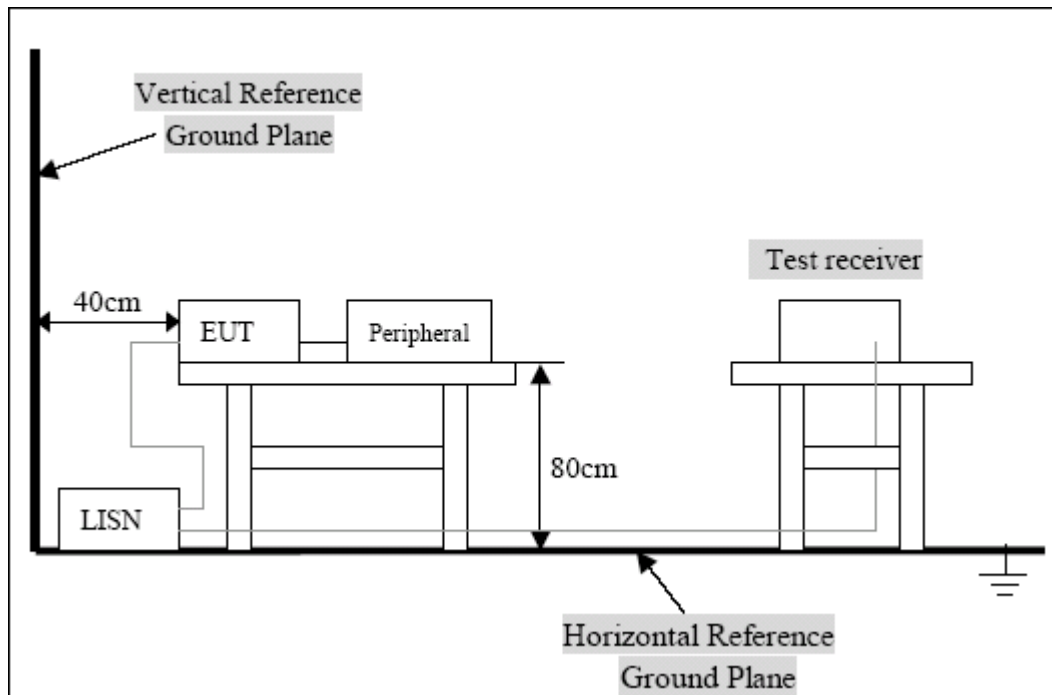 Vertical Reference
Ground Plane
Test receiver
40cm
EUT
Peripheral
80cm
LISN
Horizontal Reference
Ground Plane